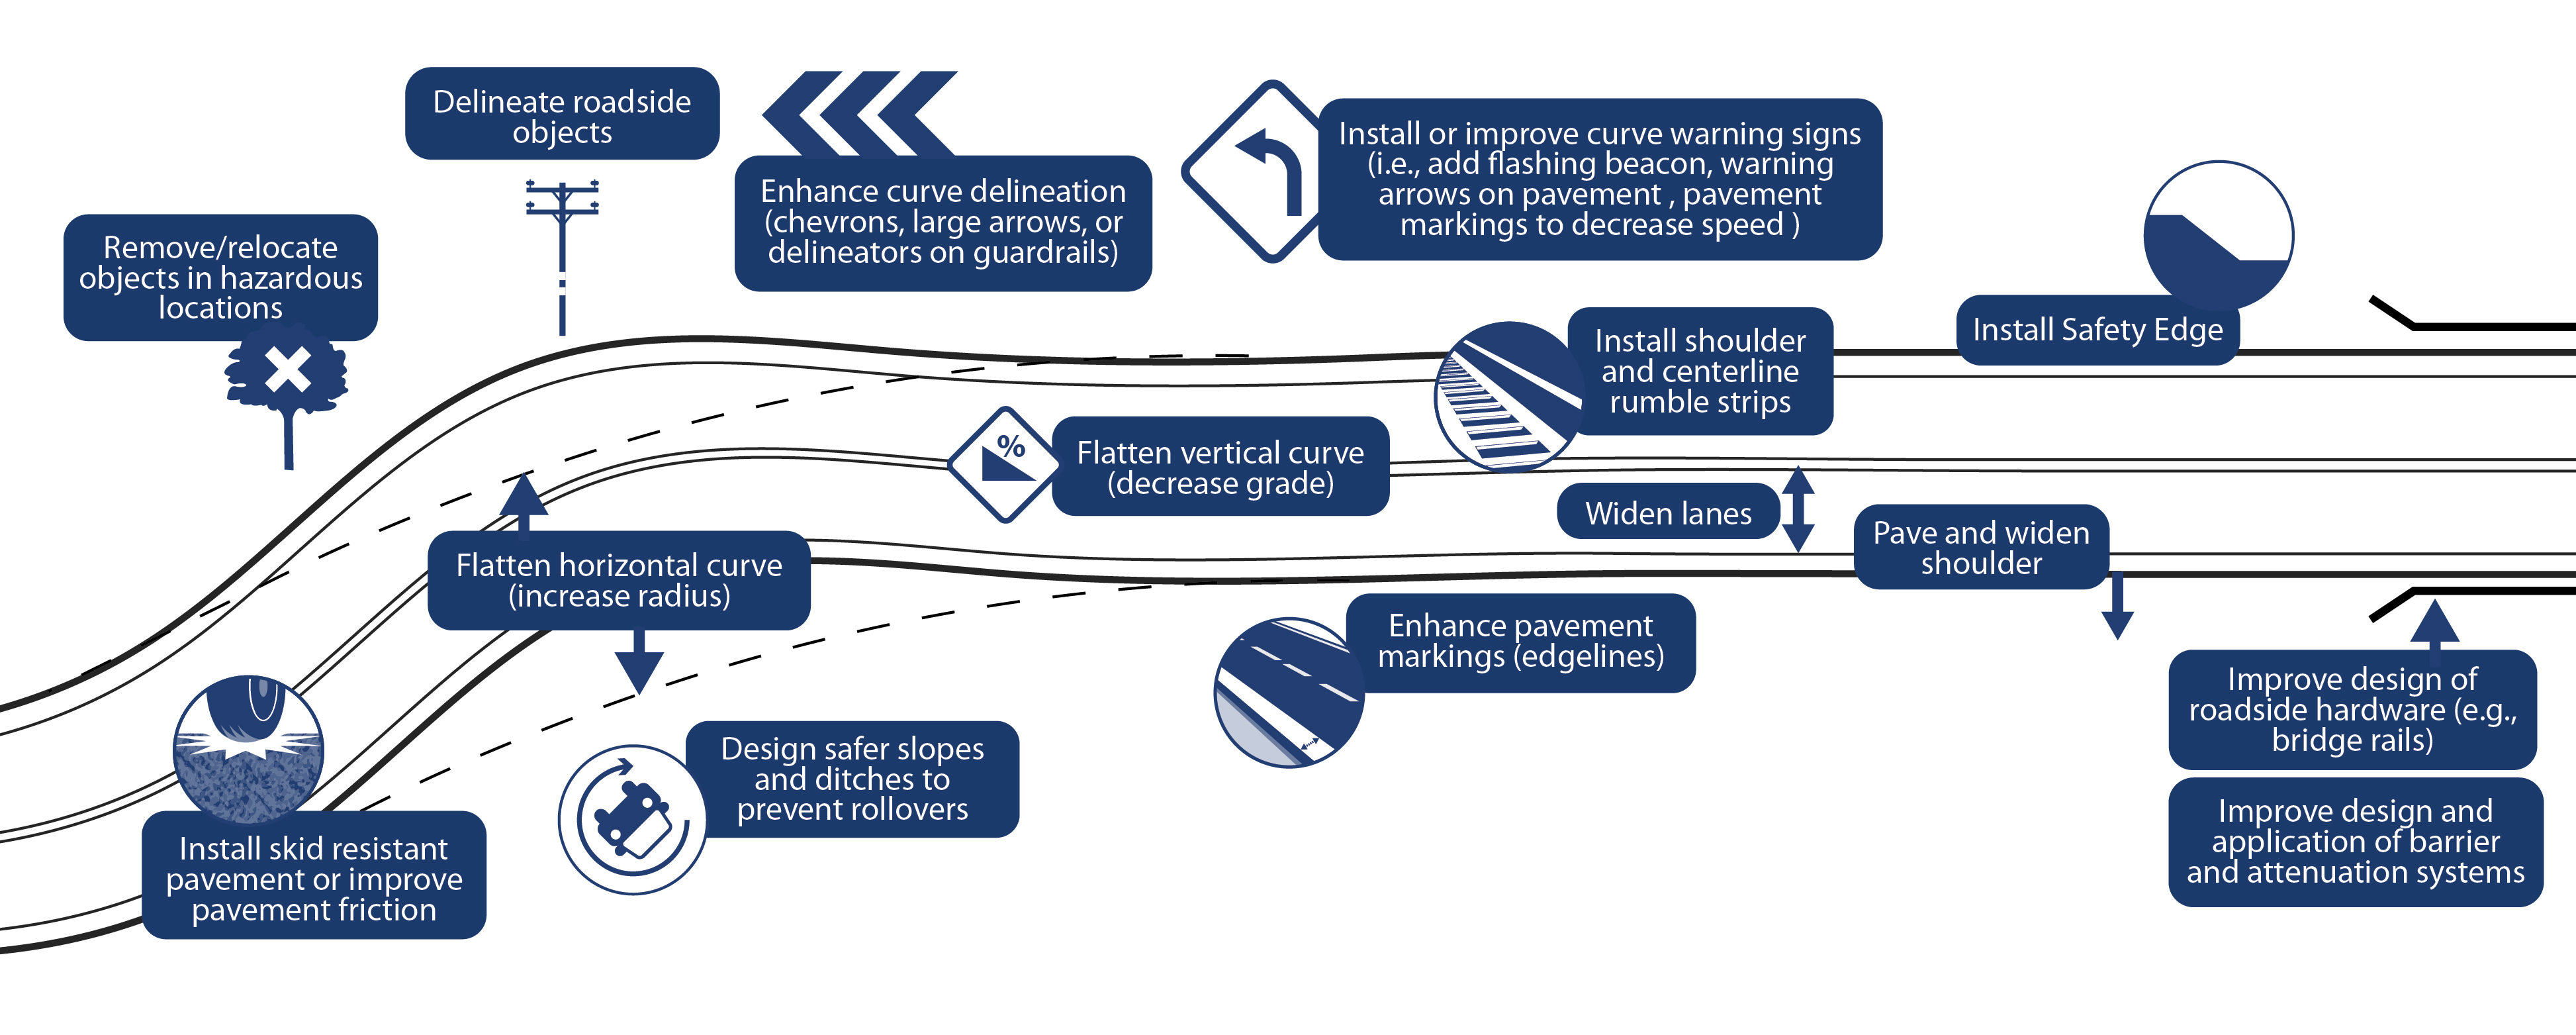 Delineate roadside
objects
Enhance curve delineation
(chevrons, large arrows, or
delineators on guardrails)
Install or improve curve warning signs
(i.e., add flashing beacon, warning
arrows on pavement , pavement
markings to decrease speed )
Remove/relocate
objects in hazardous
locations
Install shoulder
and centerline
rumble strips
Install Safety Edge
%
Flatten vertical curve
(decrease grade)
Widen lanes
Pave and widen
shoulder
Flatten horizontal curve
(increase radius)
Enhance pavement
markings (edgelines)
Improve design of
roadside hardware (e.g.,
bridge rails)
Design safer slopes
and ditches to
prevent rollovers
Install skid resistant
pavement or improve
pavement friction
Improve design and
application of barrier
and attenuation systems